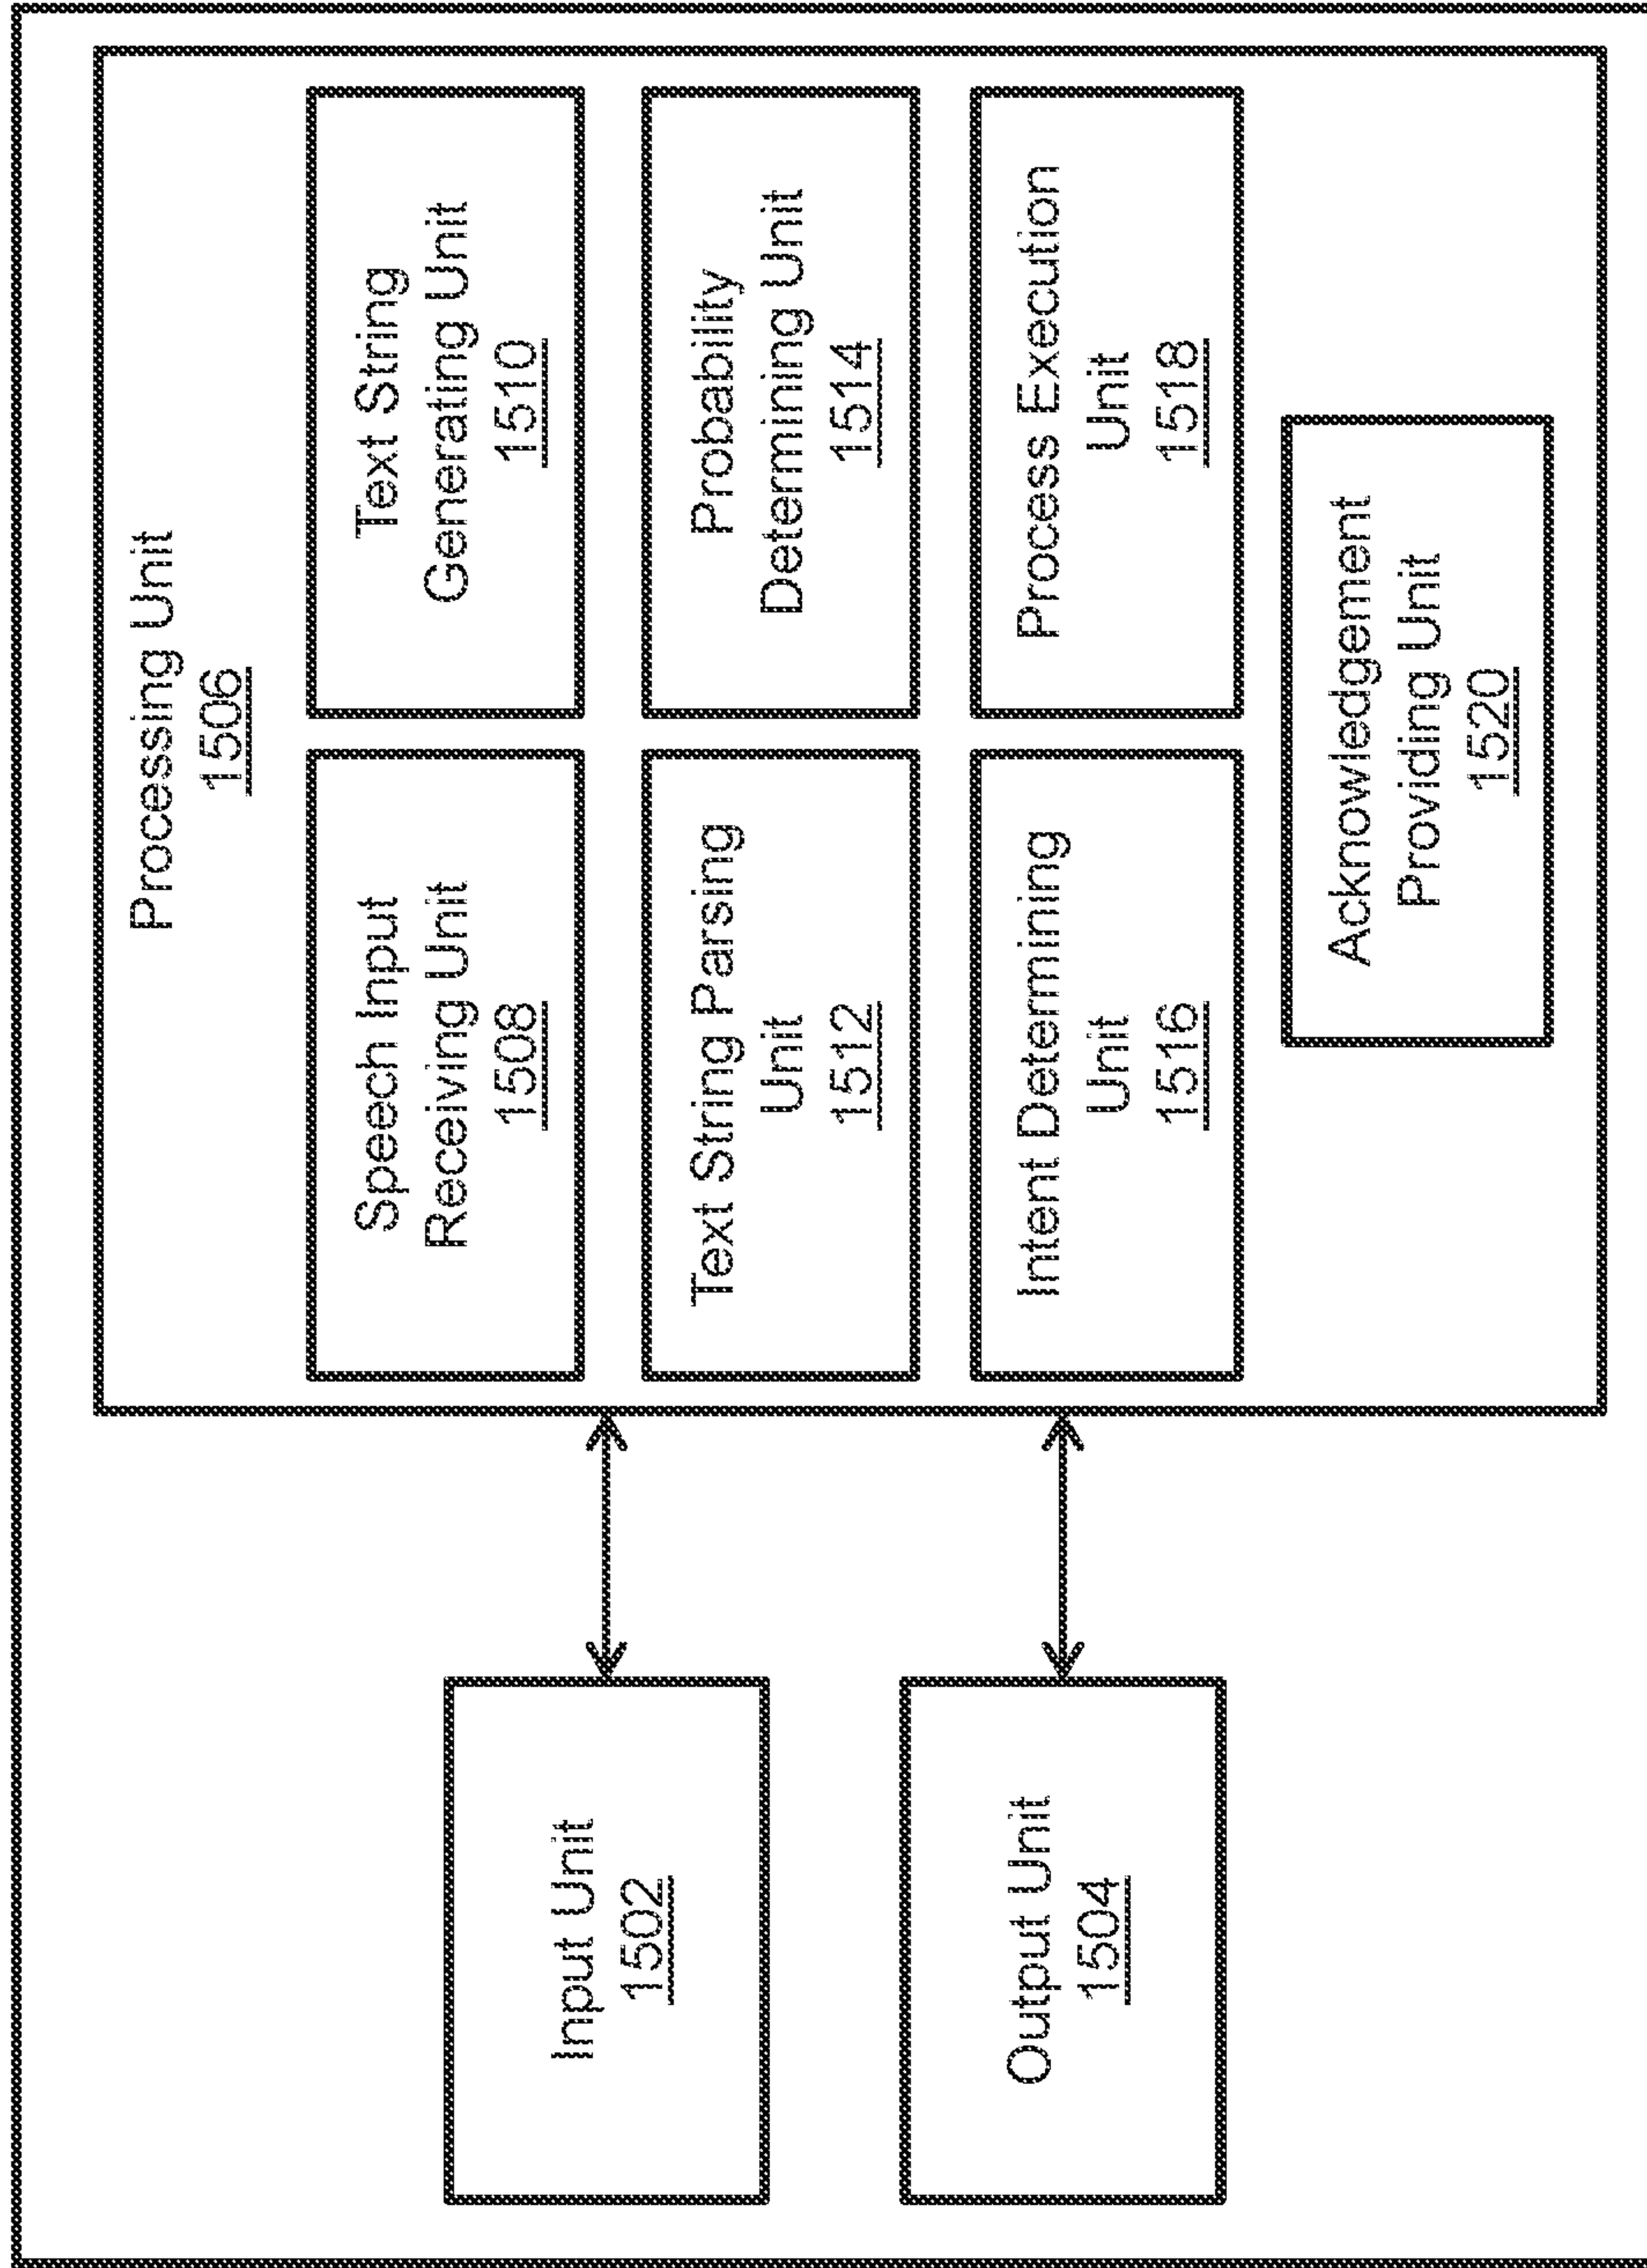 Processing Unit
1506
Speech Input
Receiving Unit
1508
Text String
Generating Unit
1510
Input Unit
1502
Text String Parsing
Unit
1512
Probability
Determining Unit
1514
Output Unit
1504
Intent Determining
Unit
1516
Process Execution
Unit
1518
Acknowledgement
Providing Unit
1520